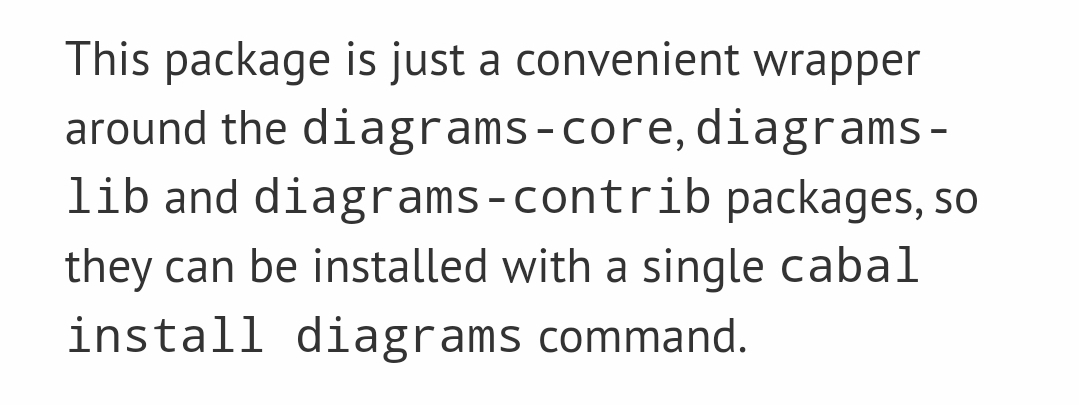 This package is just a convenient wrapper
around the diagrams-core, diagrams-
lib and diagrams-contrib packages, so
they can be installed with a single cabal
install diagrams command.